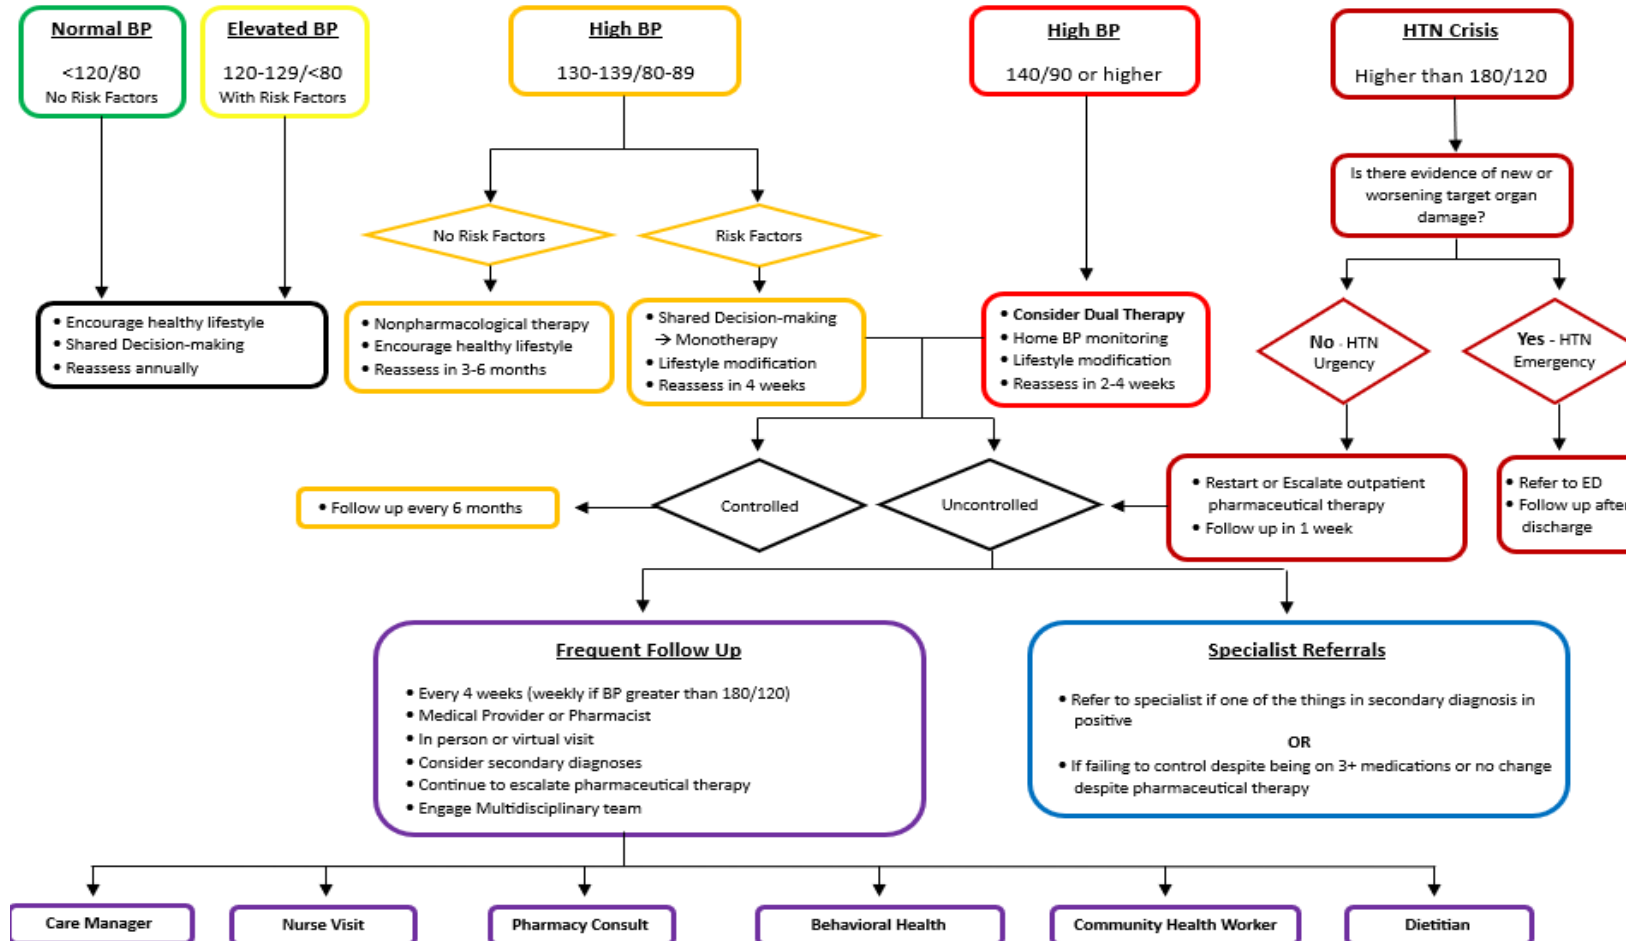 Normal BP
<120/80
No Risk Factors
Elevated BP
120-129/<80
With Risk Factors
High BP
130-139/80-89
High BP
140/90 or higher
HTN Crisis
Higher than 180/120
Is there evidence of new or
worsening target organ
damage?
No Risk Factors
Risk Factors
• Encourage healthy lifestyle
• Shared Decision-making
• Reassess annually
• Nonpharmacological therapy
• Encourage healthy lifestyle
• Reassess in 3-6 months
• Shared Decision-making
→ Monotherapy
• Lifestyle modification
• Reassess in 4 weeks
• Consider Dual Therapy
• Home BP monitoring
• Lifestyle modification
• Reassess in 2-4 weeks
No - HTN
Urgency
Yes - HTN
Emergency
• Follow up every 6 months
Controlled
Uncontrolled
• Restart or Escalate outpatient
pharmaceutical therapy
• Follow up in 1 week
• Refer to ED
• Follow up after
discharge
Frequent Follow Up
• Every 4 weeks (weekly if BP greater than 180/120)
• Medical Provider or Pharmacist
• In person or virtual visit
• Consider secondary diagnoses
• Continue to escalate pharmaceutical therapy
• Engage Multidisciplinary team
Specialist Referrals
• Refer to specialist if one of the things in secondary diagnosis in
positive
OR
• If failing to control despite being on 3+ medications or no change
despite pharmaceutical therapy
Care Manager
Nurse Visit
Pharmacy Consult
Behavioral Health
Community Health Worker
Dietitian